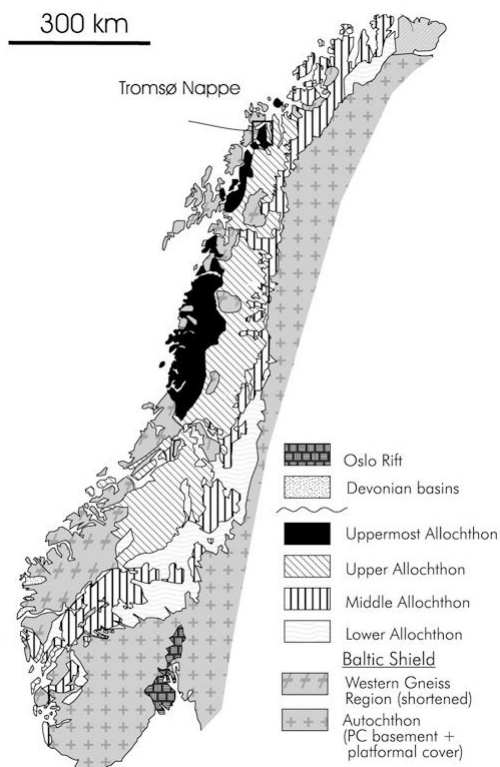 300 km
Tromsø Nappe
Oslo Rift
Devonian basins
Uppermost Allochthon
Upper Allochthon
Middle Allochthon
Lower Allochthon
Baltic Shield
Western Gneiss
Region (shortened)
Autochthon
(PC basement +
platformal cover)